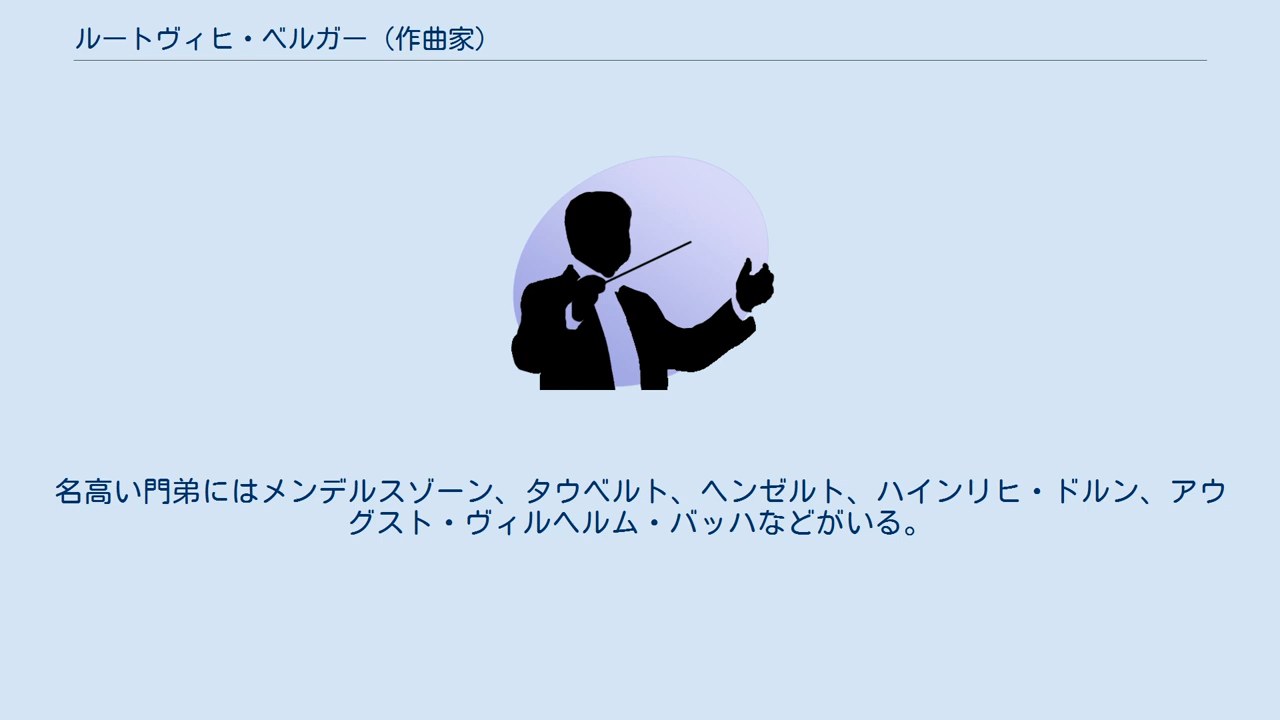 ルートヴィヒ・ベルガー（作曲家）
名高い門弟にはメンデルスゾーン、タウベルト、ヘンゼルト、ハインリヒ・ドルン、アウ
グスト・ヴィルヘルム・バッハなどがいる。